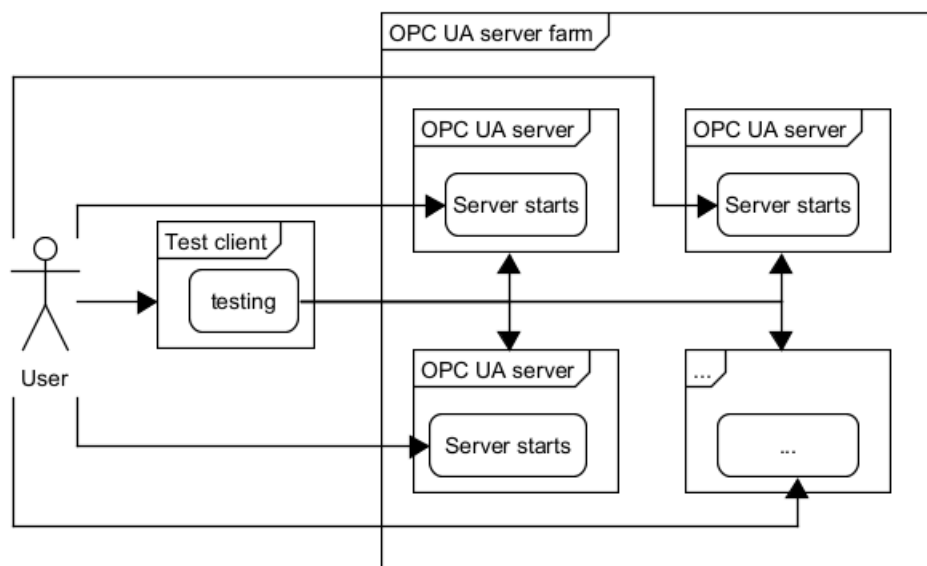 OPC UA server farm
OPC UA server
OPC UA server
Server starts
Server starts
Test client
testing
User
OPC UA server
...
Server starts
...